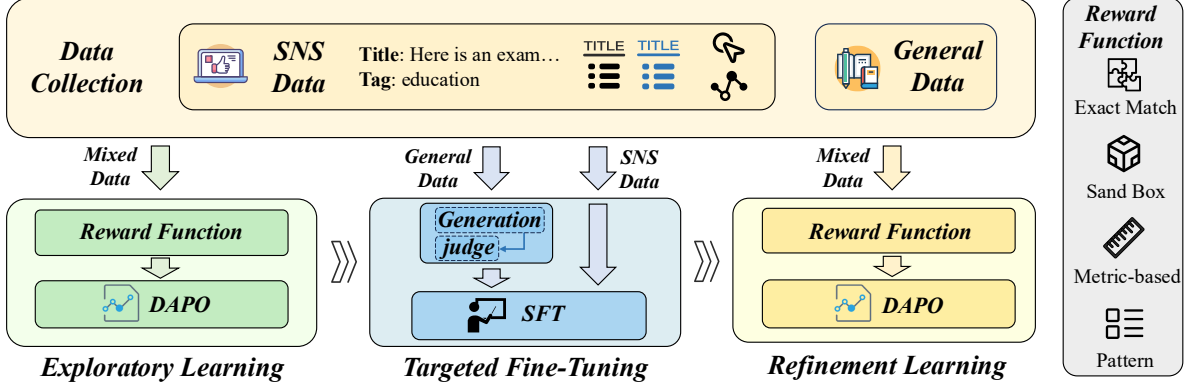 Data
Collection
SNS
Data
Title: Here is an exam…
Tag: education
TITLE
TITLE
General
Data
Mixed
Data
General
Data
SNS
Data
Mixed
Data
Reward Function
DAPO
Exploratory Learning
Generation
judge
SFT
Targeted Fine-Tuning
Reward Function
DAPO
Refinement Learning
Reward
Function
Exact Match
Sand Box
Metric-based
Pattern